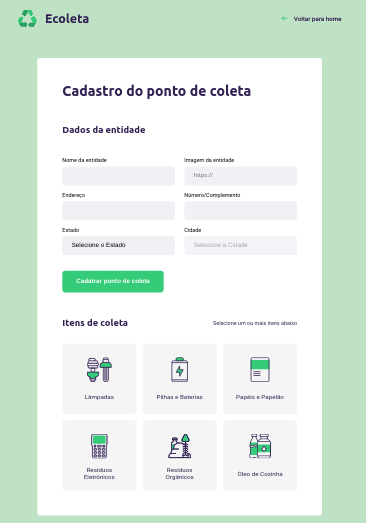 Ecoleta
Voltar para home
Cadastro do ponto de coleta
Dados da entidade
Nome da entidade
Imagem da entidade
https://
Endereço
Número/Complemento
Estado
Cidade
Selecione o Estado
Selecione a Cidade
Cadatrar ponto de coleta
Itens de coleta
Selecione um ou mais itens abaixo
Lâmpadas
Pilhas e Baterias
Papéis e Papelão
Resíduos
Eletrônicos
Resíduos
Orgânicos
Óleo de Cozinha